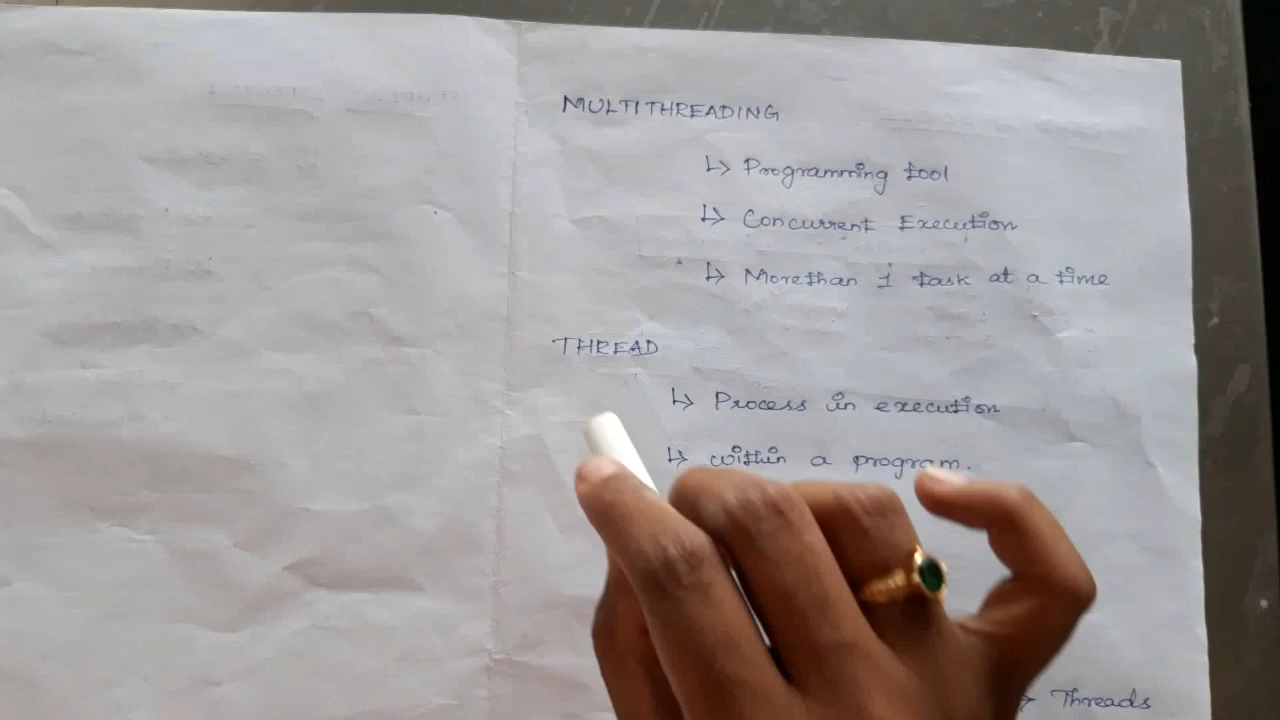 MULTITHREADING
↳ Programming tool
↳ Concurrent Execution
↳ Morethan 1 task at a time
THREAD
↳ Process in execution
↳ within a program.
→ Threads